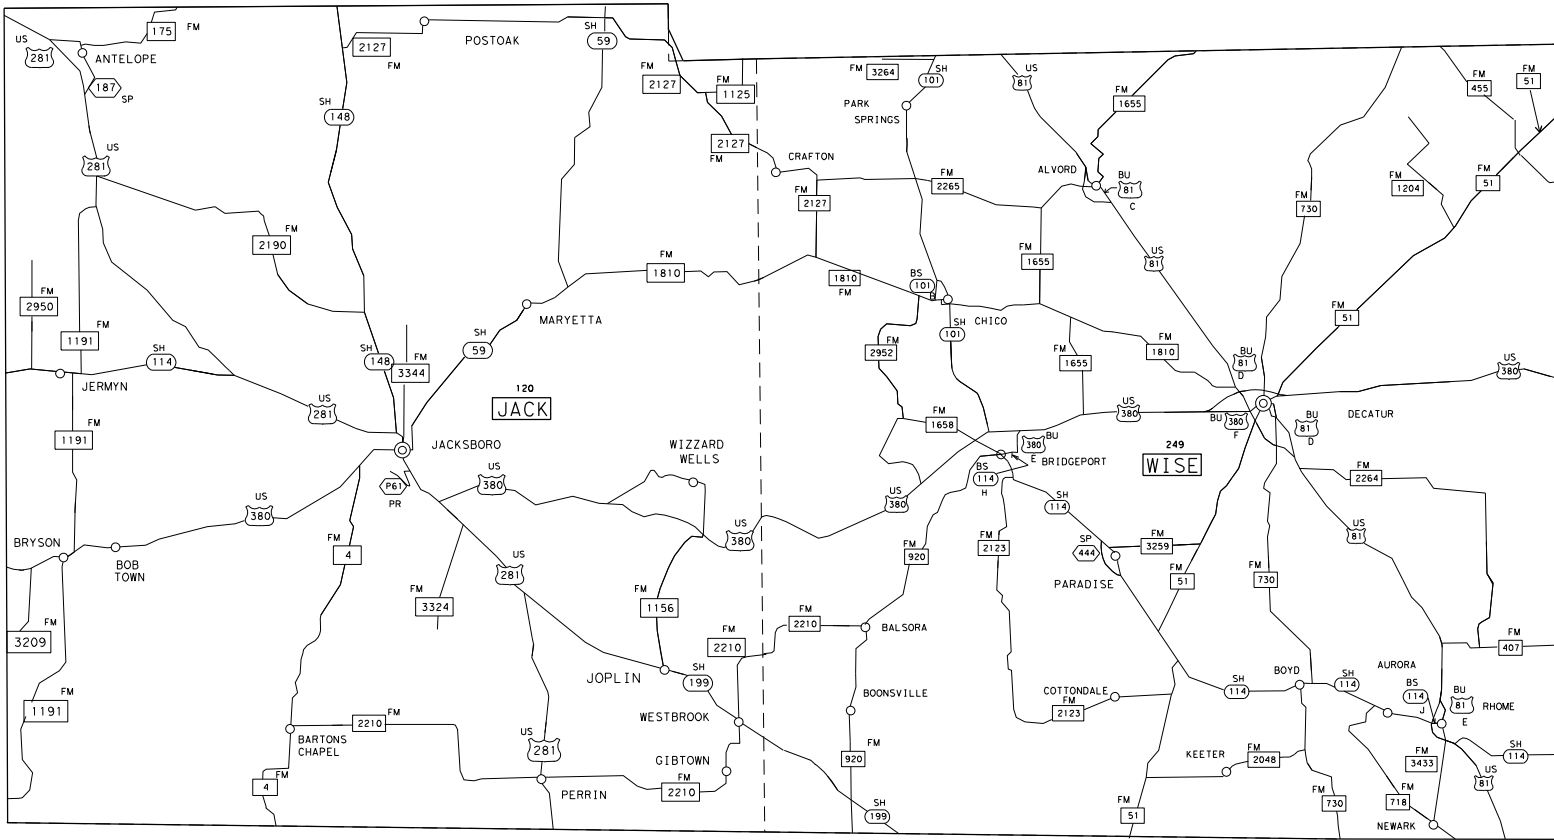 175 FM
US
281
ANTELOPE
187
SP
2127
FM
POSTOAK
SH
59
SH
148
FM
2127
FM
1125
2127
FM
US
281
FM
2190
CRAFTON
FM
2127
FM
3264
SH
101
PARK
SPRINGS
US
81
FM
1655
ALVORD
BU
81
C
FM
2265
FM
455
FM
51
FM
1204
FM
51
FM
730
FM
2950
FM
1191
SH
114
JERMYN
FM
1191
SH
148
FM
3344
SH
59
MARYETTA
FM
1810
1810
FM
BS
101
B
CHICO
SH
101
FM
1655
US
81
FM
51
FM
2952
FM
1655
FM
1810
BU
81
D
US
380
US
281
120
JACK
JACKSBORO
P61
PR
US
380
WIZZARD
WELLS
US
380
FM
1658
US
380
BU
380
F
BU
81
D
DECATUR
BU
380
E
BRIDGEPORT
BS
114
H
249
WISE
US
380
SH
114
FM
2264
US
380
BRYSON
BOB
TOWN
FM
4
US
281
FM
920
FM
2123
SP
444
FM
3259
PARADISE
US
81
FM
3324
FM
1156
FM
51
FM
730
FM
3209
FM
2210
BALSORA
FM
2210
FM
407
JOPLIN
SH
199
FM
1191
WESTBROOK
BOONSVILLE
COTTONDALE
FM
2123
SH
114
BOYD
SH
114
AURORA
BS
114
J
BU
81
E
RHOME
2210
FM
BARTONS
CHAPEL
US
281
FM
4
PERRIN
GIBTOWN
FM
2210
FM
920
KEETER
FM
2048
FM
3433
SH
114
US
81
SH
199
FM
51
FM
730
FM
718
NEWARK